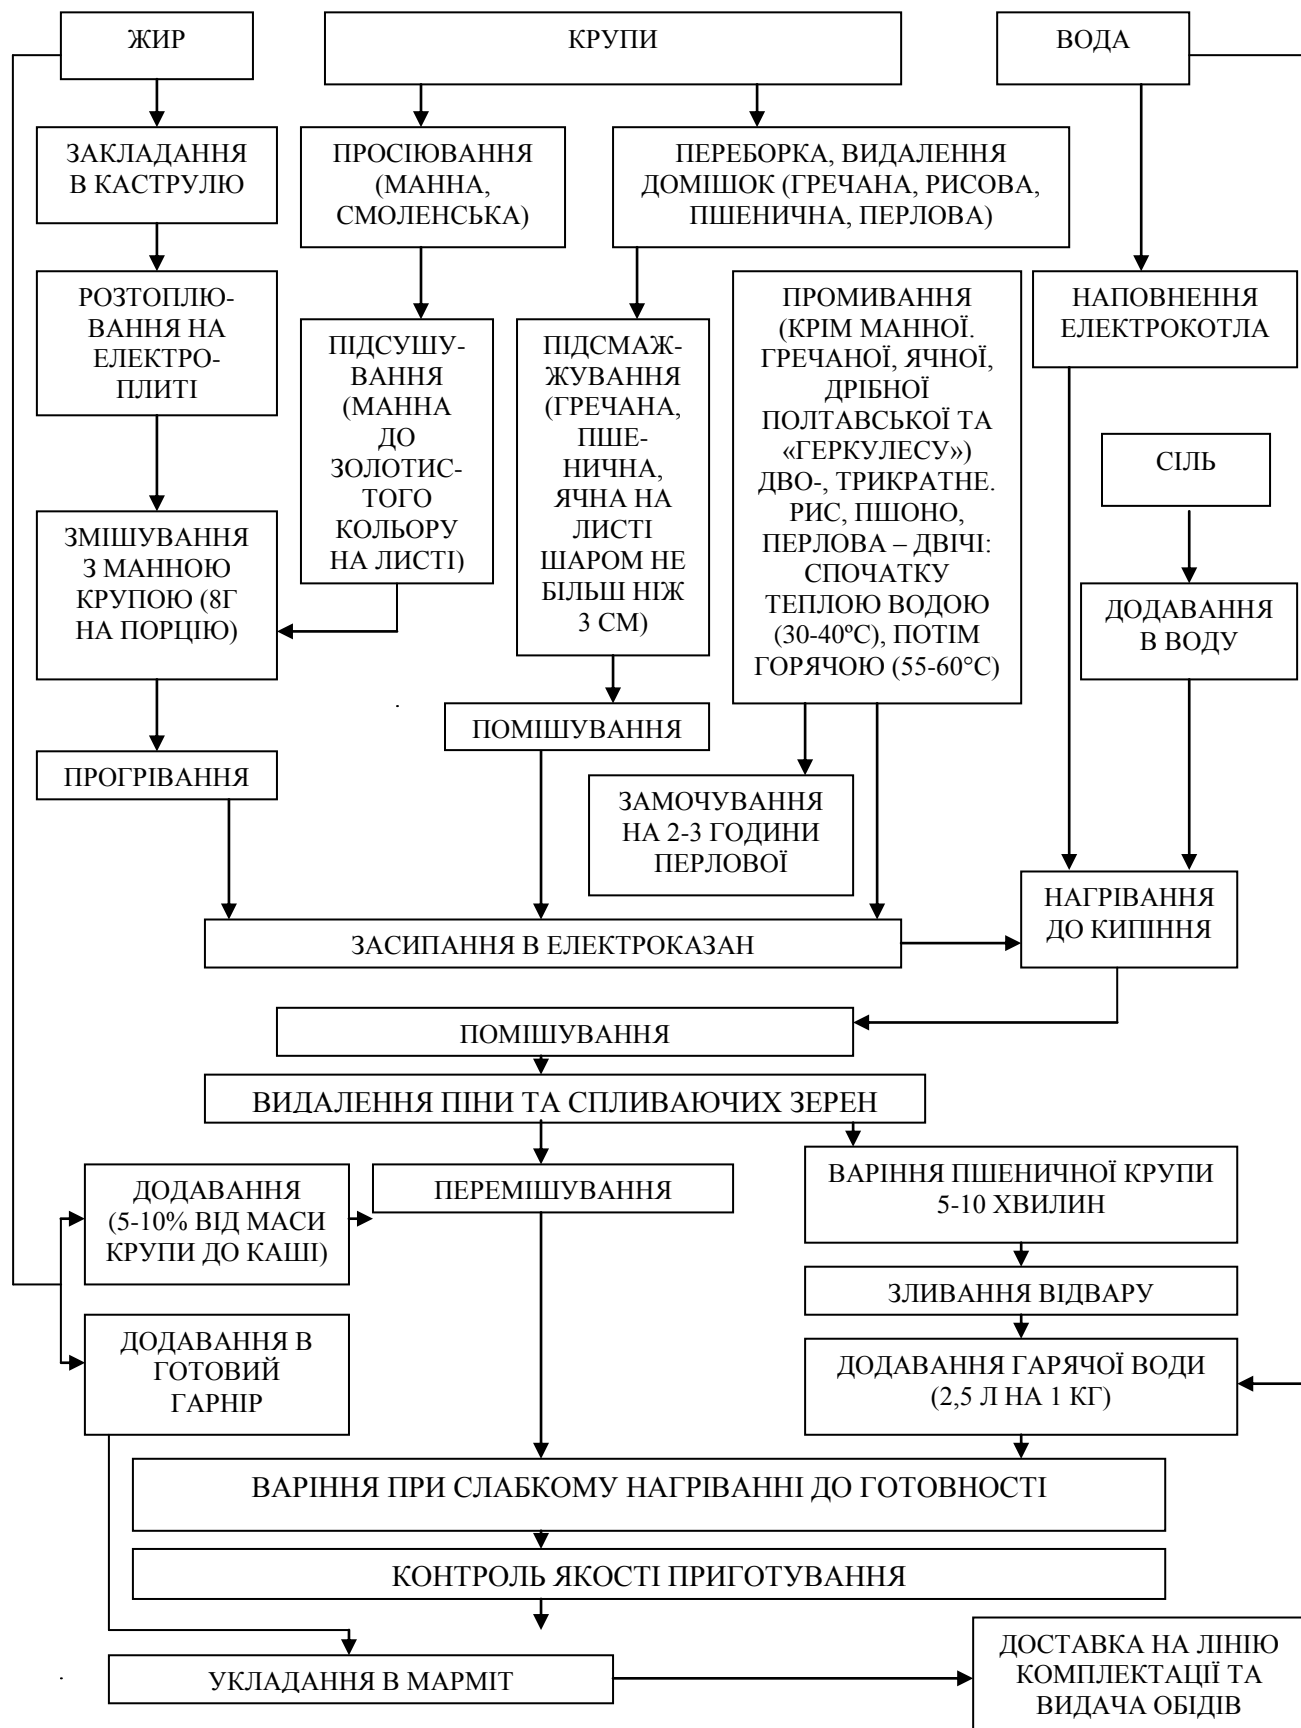 ЖИР
КРУПИ
ВОДА
ЗАКЛАДАННЯ
В КАСТРУЛЮ
ПРОСІЮВАННЯ
(МАННА,
СМОЛЕНСЬКА)
ПЕРЕБОРКА, ВИДАЛЕННЯ
ДОМІШОК (ГРЕЧАНА, РИСОВА,
ПШЕНИЧНА, ПЕРЛОВА)
РОЗТОПЛЮ-
ВАННЯ НА
ЕЛЕКТРО-
ПЛИТІ
ПІДСУШУ-
ВАННЯ
(МАННА
ДО
ЗОЛОТИС-
ТОГО
КОЛЬОРУ
НА ЛИСТІ)
ПІДСМАЖ-
ЖУВАННЯ
(ГРЕЧАНА,
ПШЕ-
НИЧНА,
ЯЧНА НА
ЛИСТІ
ШАРОМ НЕ
БІЛЬШ НІЖ
3 СМ)
ПРОМИВАННЯ
(КРІМ МАННОЇ.
ГРЕЧАНОЇ, ЯЧНОЇ,
ДРІБНОЇ
ПОЛТАВСЬКОЇ ТА
«ГЕРКУЛЕСУ»)
ДВО-, ТРИКРАТНЕ.
РИС, ПШОНО,
ПЕРЛОВА – ДВІЧІ:
СПОЧАТКУ
ТЕПЛОЮ ВОДОЮ
(30-40ºС), ПОТІМ
ГОРЯЧОЮ (55-60°С)
НАПОВНЕННЯ
ЕЛЕКТРОКОТЛА
СІЛЬ
ЗМІШУВАННЯ
З МАННОЮ
КРУПОЮ (8Г
НА ПОРЦІЮ)
ДОДАВАННЯ
В ВОДУ
ПОМІШУВАННЯ
ПРОГРІВАННЯ
ЗАМОЧУВАННЯ
НА 2-3 ГОДИНИ
ПЕРЛОВОЇ
НАГРІВАННЯ
ДО КИПІННЯ
ЗАСИПАННЯ В ЕЛЕКТРОКАЗАН
ПОМІШУВАННЯ
ВИДАЛЕННЯ ПІНИ ТА СПЛИВАЮЧИХ ЗЕРЕН
ДОДАВАННЯ
(5-10% ВІД МАСИ
КРУПИ ДО КАШІ)
ПЕРЕМІШУВАННЯ
ВАРІННЯ ПШЕНИЧНОЇ КРУПИ
5-10 ХВИЛИН
ЗЛИВАННЯ ВІДВАРУ
ДОДАВАННЯ В
ГОТОВИЙ
ГАРНІР
ДОДАВАННЯ ГАРЯЧОЇ ВОДИ
(2,5 Л НА 1 КГ)
ВАРІННЯ ПРИ СЛАБКОМУ НАГРІВАННІ ДО ГОТОВНОСТІ
КОНТРОЛЬ ЯКОСТІ ПРИГОТУВАННЯ
УКЛАДАННЯ В МАРМІТ
ДОСТАВКА НА ЛІНІЮ
КОМПЛЕКТАЦІЇ ТА
ВИДАЧА ОБІДІВ